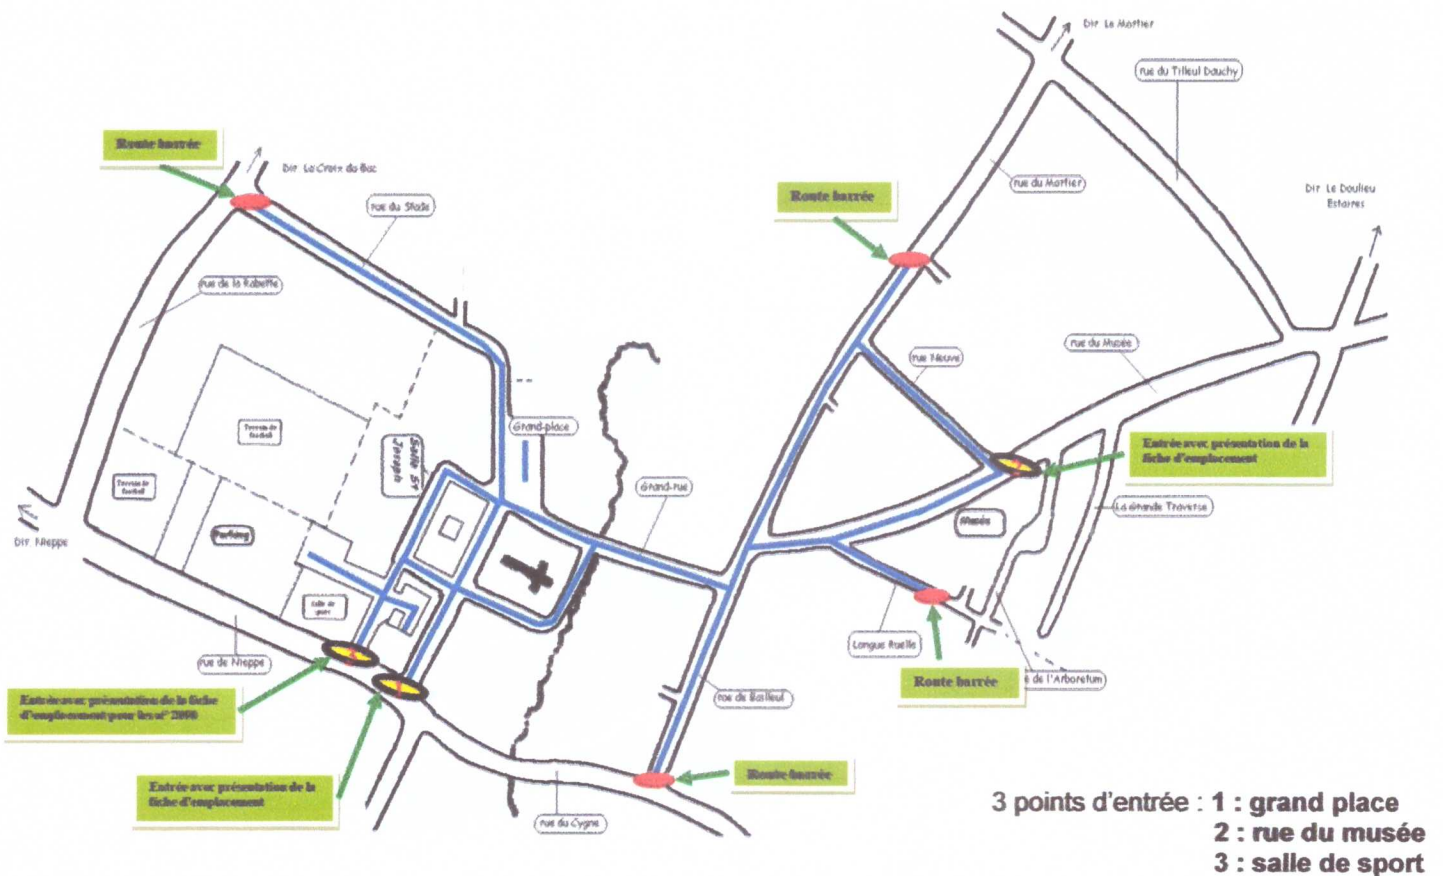 Dir Le Mortier
rue du Tilleul Dauchy
Route barrée
Dir La Croix du Bac
rue du Stade
Route barrée
rue du Mortier
Dir Le Doulieu
Estaires
rue de la Rabette
rue Neuve
rue du Musée
Terrain de
football
Salle St
Joseph
Grand-place
Entrée avec présentation de la
fiche d'emplacement
Terrain de
football
Grand-rue
La Grande Traverse
Musée
Parking
Dir Nieppe
Salle de
sport
Longue Ruelle
rue de Nieppe
Route barrée
e de l'Arboretum
Entrée avec présentation de la fiche
d'emplacement pour les n°
rue de Bailleul
Entrée avec présentation de la
fiche d'emplacement
Route barrée
rue du Cygne
3 points d'entrée : 1 : grand place
2 : rue du musée
3 : salle de sport